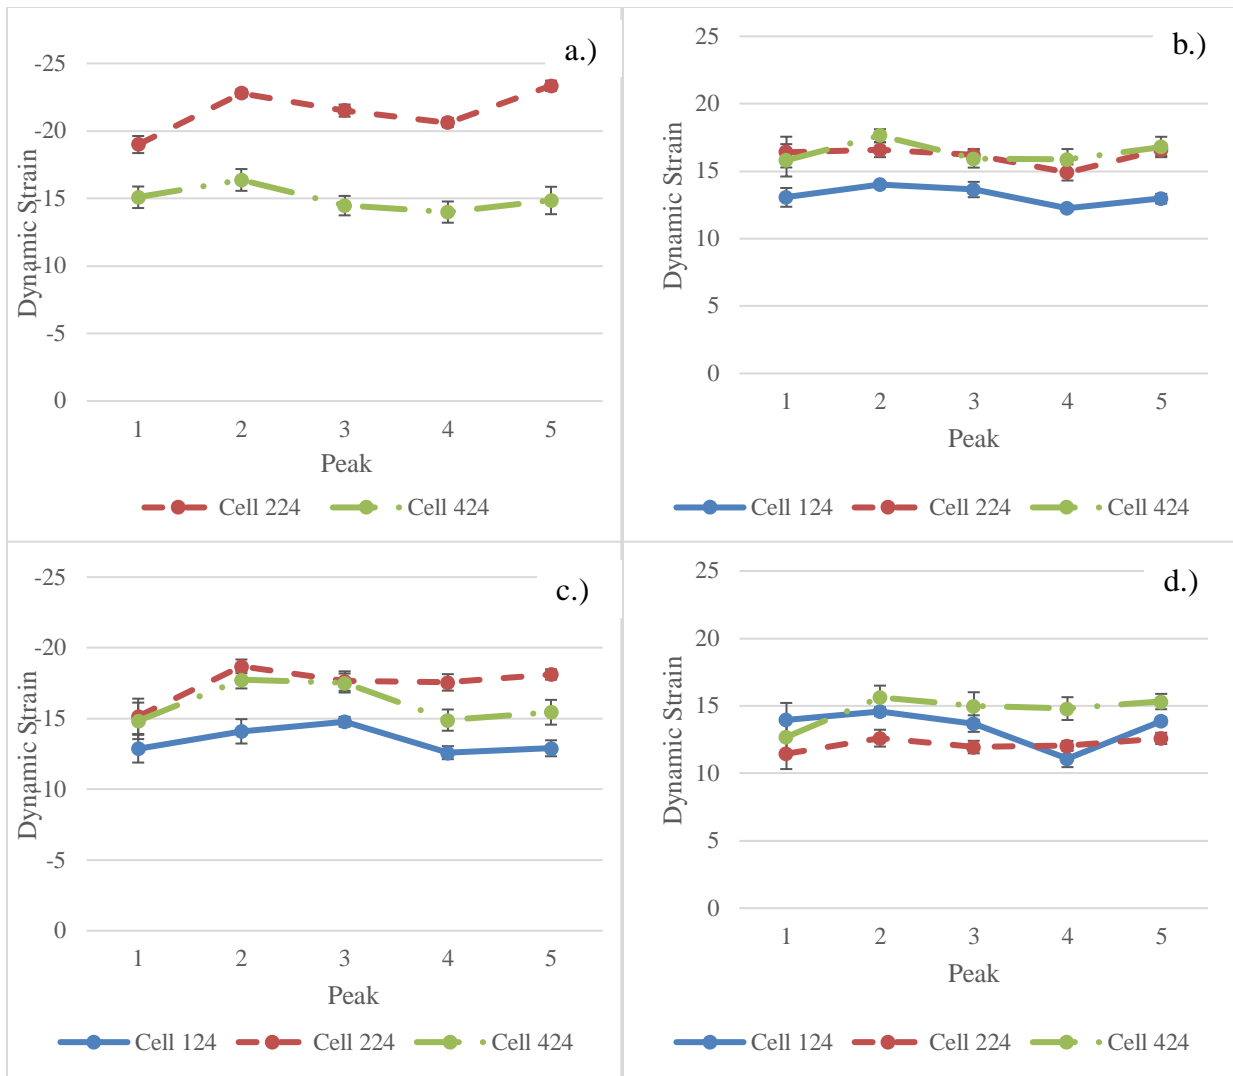 a.)
-25
-20
-15
-10
-5
0
Dynamic Strain
1 2 3 4 5
Peak
Cell 224 Cell 424
b.)
25
20
15
10
5
0
Dynamic Strain
1 2 3 4 5
Peak
Cell 124 Cell 224 Cell 424
c.)
-25
-20
-15
-10
-5
0
Dynamic Strain
1 2 3 4 5
Peak
Cell 124 Cell 224 Cell 424
d.)
25
20
15
10
5
0
Dynamic Strain
1 2 3 4 5
Peak
Cell 124 Cell 224 Cell 424